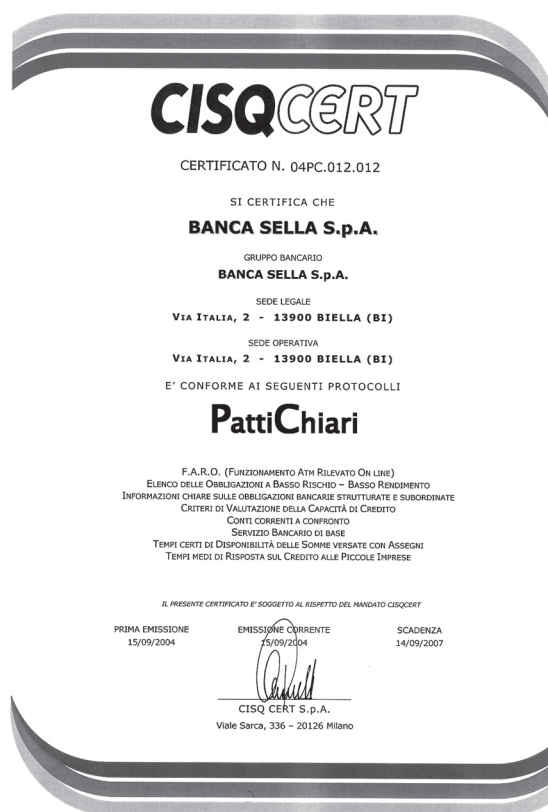 CISQCERT
CERTIFICATO N. 04PC.012.012
SI CERTIFICA CHE
BANCA SELLA S.p.A.
GRUPPO BANCARIO
BANCA SELLA S.p.A.
SEDE LEGALE
VIA ITALIA, 2 - 13900 BIELLA (BI)
SEDE OPERATIVA
VIA ITALIA, 2 - 13900 BIELLA (BI)
E' CONFORME AI SEGUENTI PROTOCOLLI
PattiChiari
F.A.R.O. (FUNZIONAMENTO ATM RILEVATO ON LINE)
ELENCO DELLE OBBLIGAZIONI A BASSO RISCHIO – BASSO RENDIMENTO
INFORMAZIONI CHIARE SULLE OBBLIGAZIONI BANCARIE STRUTTURATE E SUBORDINATE
CRITERI DI VALUTAZIONE DELLA CAPACITÀ DI CREDITO
CONTI CORRENTI A CONFRONTO
SERVIZIO BANCARIO DI BASE
TEMPI CERTI DI DISPONIBILITÀ DELLE SOMME VERSATE CON ASSEGNI
TEMPI MEDI DI RISPOSTA SUL CREDITO ALLE PICCOLE IMPRESE
IL PRESENTE CERTIFICATO E' SOGGETTO AL RISPETTO DEL MANDATO CISQCERT
PRIMA EMISSIONE EMISSIONE CORRENTE SCADENZA
15/09/2004 15/09/2004 14/09/2007
CISQ CERT S.p.A.
Viale Sarca, 336 – 20126 Milano